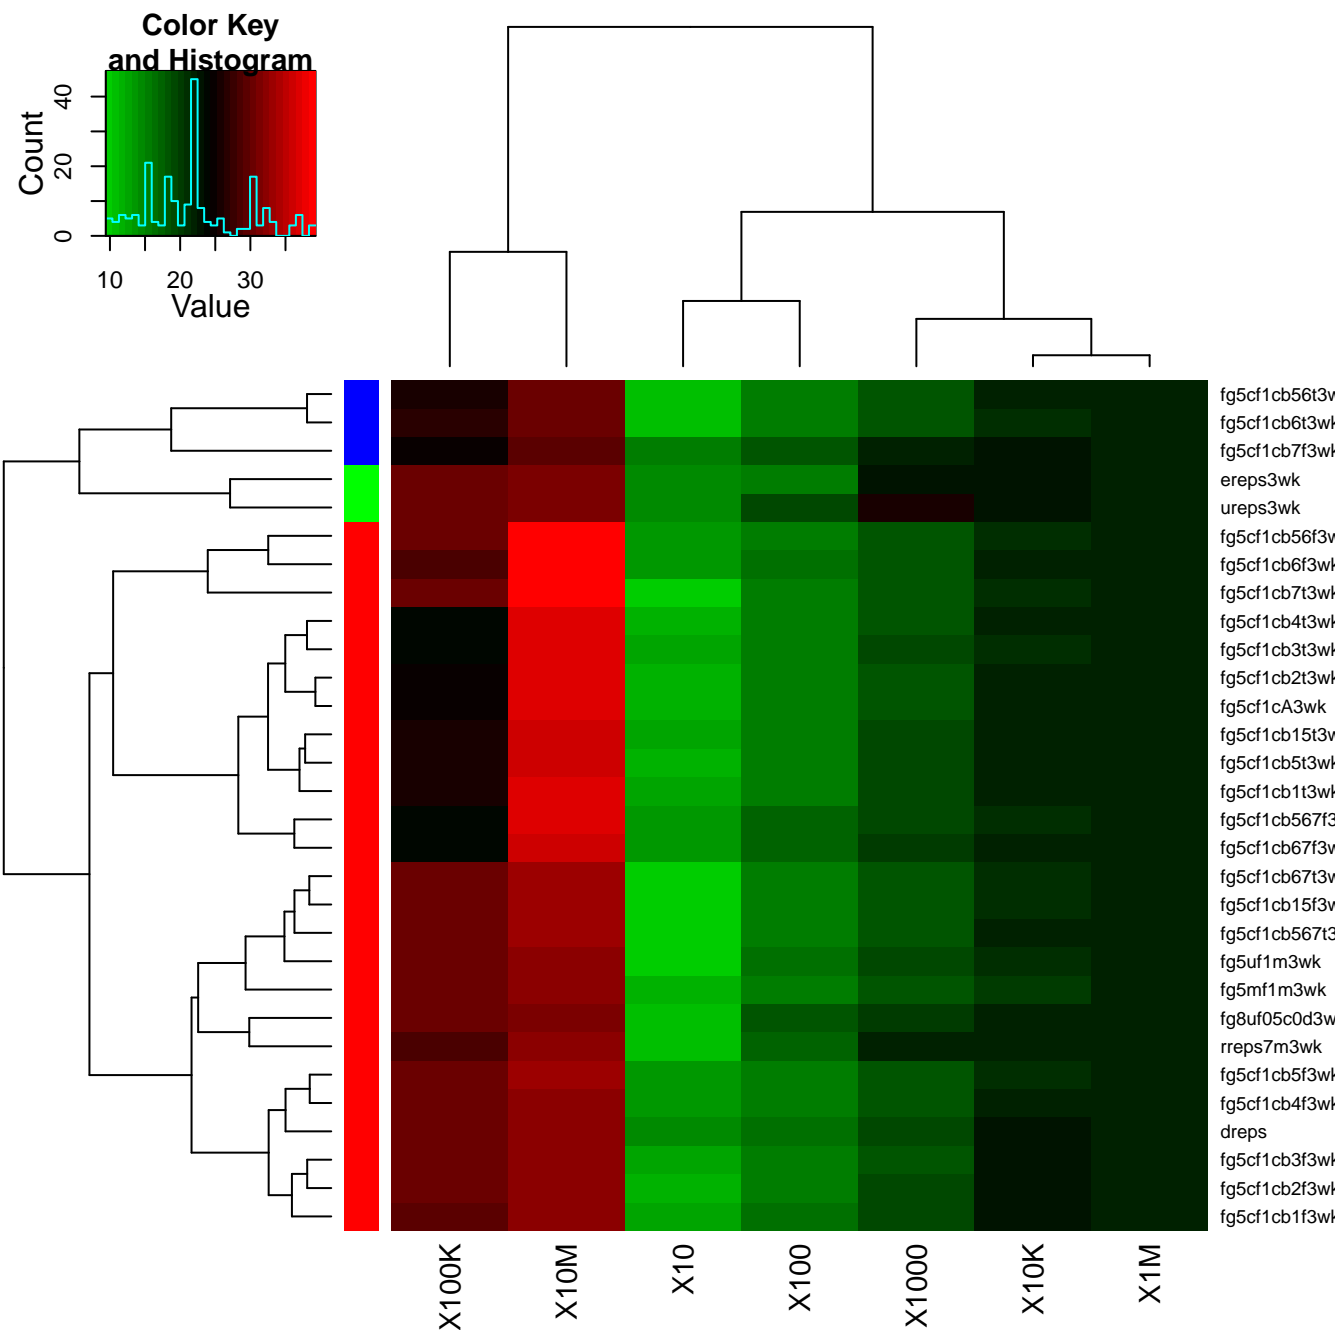 Color Key
and Histogram
Count
0
20
40
10
20
30
Value
fg5cf1cb56t3w
fg5cf1cb6t3wk
fg5cf1cb7f3wk
ereps3wk
ureps3wk
fg5cf1cb56f3w
fg5cf1cb6f3wk
fg5cf1cb7t3wk
fg5cf1cb4t3wk
fg5cf1cb3t3wk
fg5cf1cb2t3wk
fg5cf1cA3wk
fg5cf1cb15t3w
fg5cf1cb5t3wk
fg5cf1cb1t3wk
fg5cf1cb567f3
fg5cf1cb67f3w
fg5cf1cb67t3w
fg5cf1cb15f3w
fg5cf1cb567t3
fg5uf1m3wk
fg5mf1m3wk
fg8uf05c0d3w
rreps7m3wk
fg5cf1cb5f3wk
fg5cf1cb4f3wk
dreps
fg5cf1cb3f3wk
fg5cf1cb2f3wk
fg5cf1cb1f3wk
X100K
X10M
X10
X100
X1000
X10K
X1M